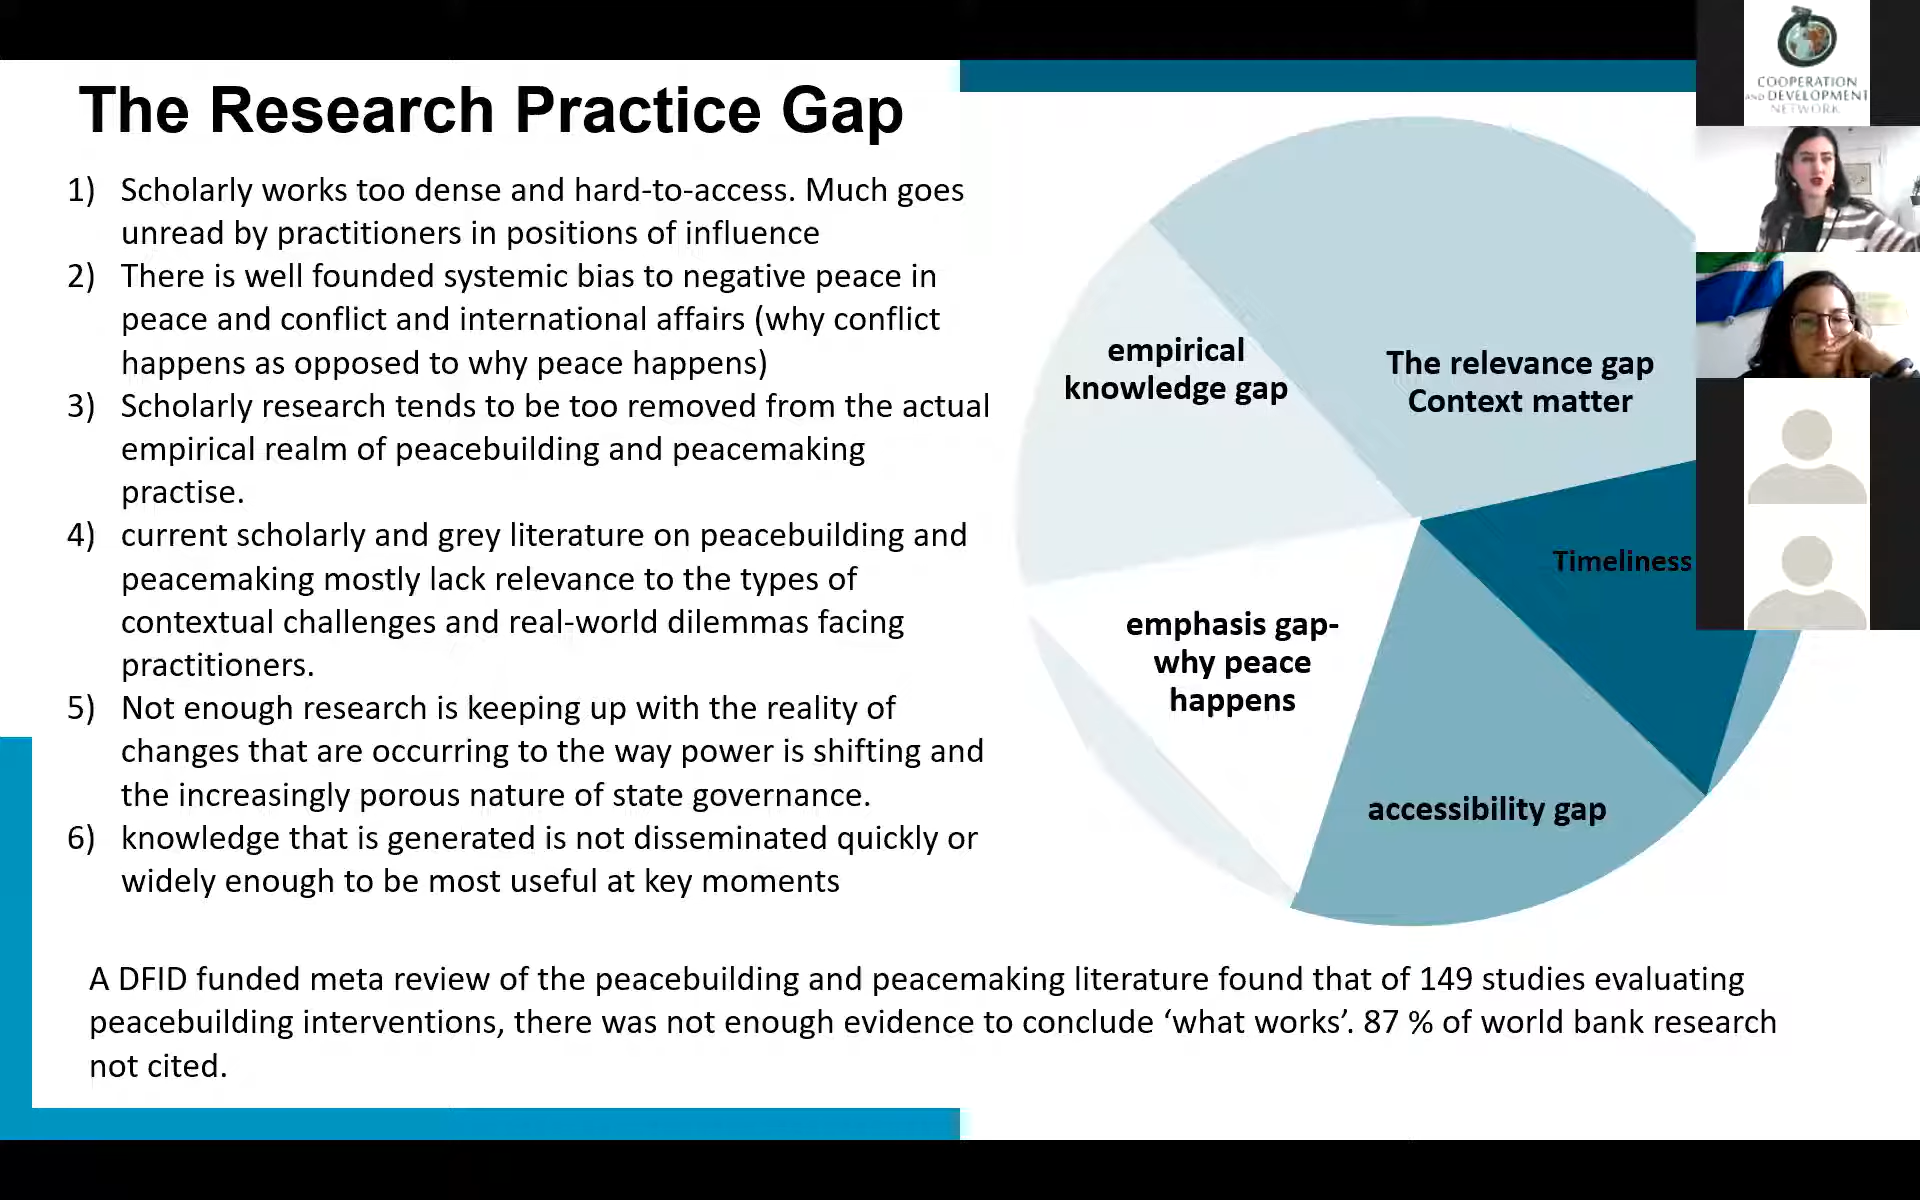 The Research Practice Gap
1) Scholarly works too dense and hard-to-access. Much goes
unread by practitioners in positions of influence
2) There is well founded systemic bias to negative peace in
peace and conflict and international affairs (why conflict
happens as opposed to why peace happens)
3) Scholarly research tends to be too removed from the actual
empirical realm of peacebuilding and peacemaking
practise.
4) current scholarly and grey literature on peacebuilding and
peacemaking mostly lack relevance to the types of
contextual challenges and real-world dilemmas facing
practitioners.
5) Not enough research is keeping up with the reality of
changes that are occurring to the way power is shifting and
the increasingly porous nature of state governance.
6) knowledge that is generated is not disseminated quickly or
widely enough to be most useful at key moments
A DFID funded meta review of the peacebuilding and peacemaking literature found that of 149 studies evaluating
peacebuilding interventions, there was not enough evidence to conclude ‘what works’. 87 % of world bank research
not cited.
empirical
knowledge gap
The relevance gap
Context matter
Timeliness
emphasis gap-
why peace
happens
accessibility gap
COOPERATION
AND DEVELOPMENT
NETWORK